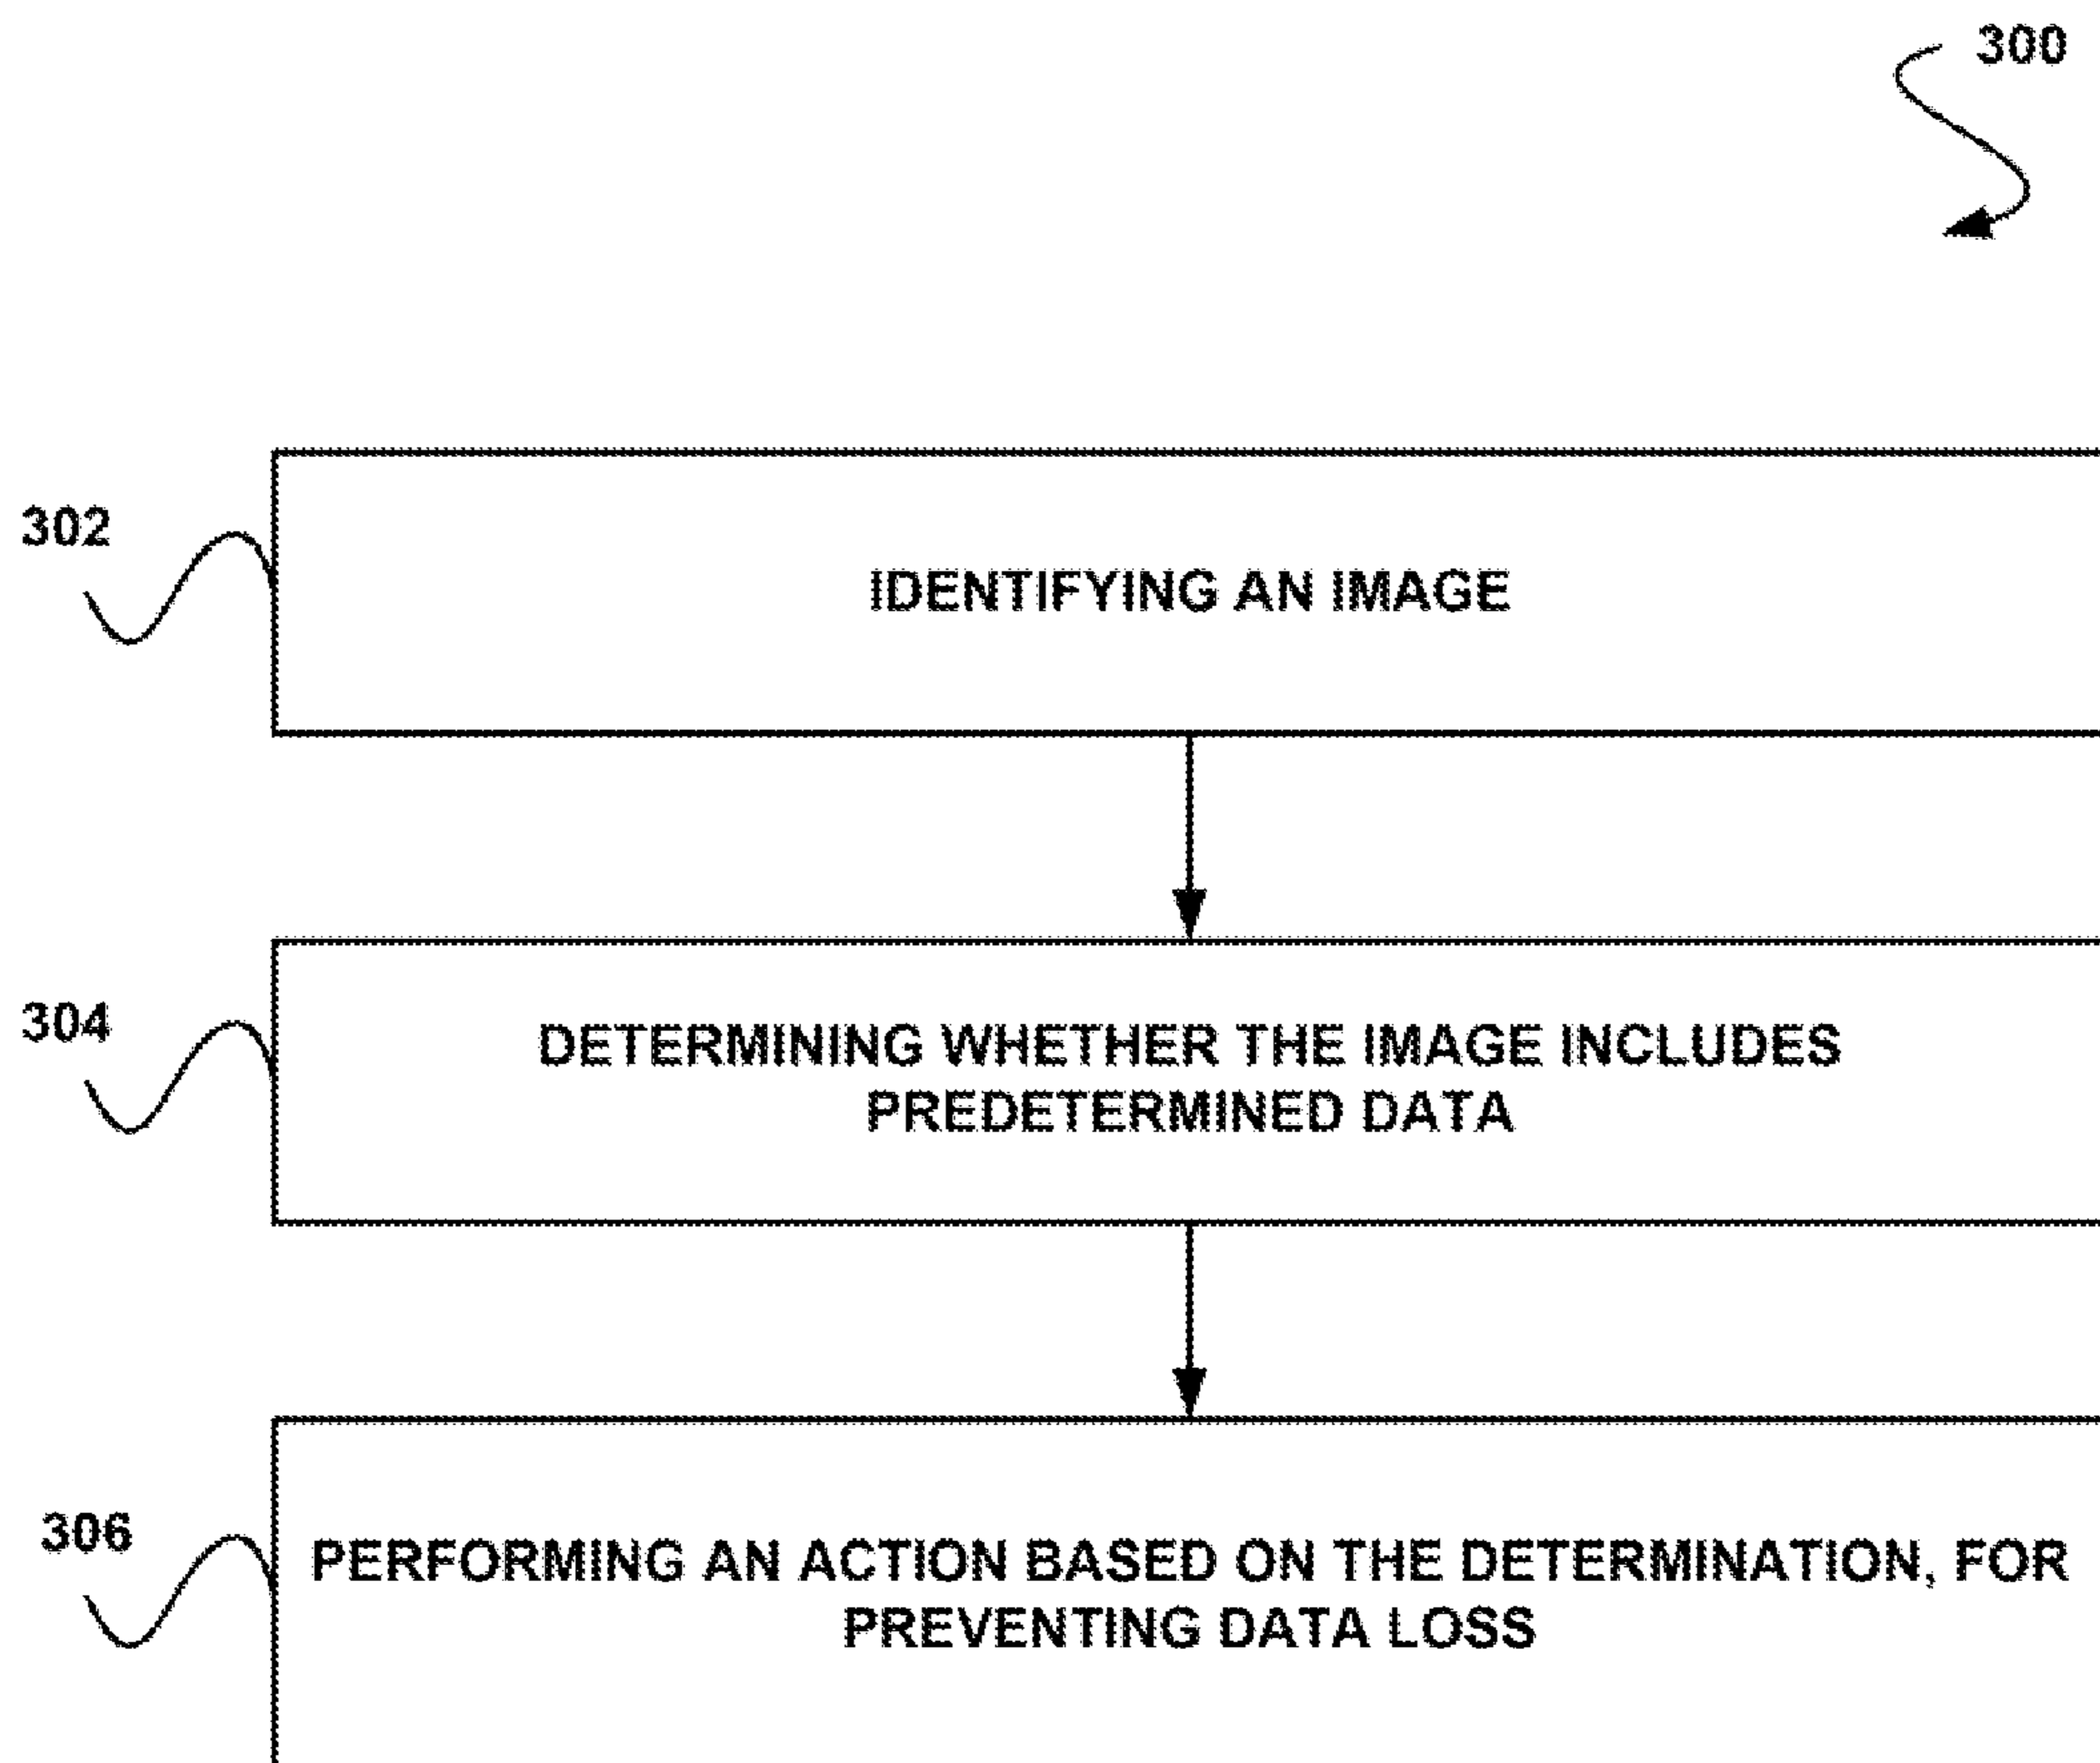 300
302
IDENTIFYING AN IMAGE
304
DETERMINING WHETHER THE IMAGE INCLUDES
PREDETERMINED DATA
306
PERFORMING AN ACTION BASED ON THE DETERMINATION, FOR
PREVENTING DATA LOSS